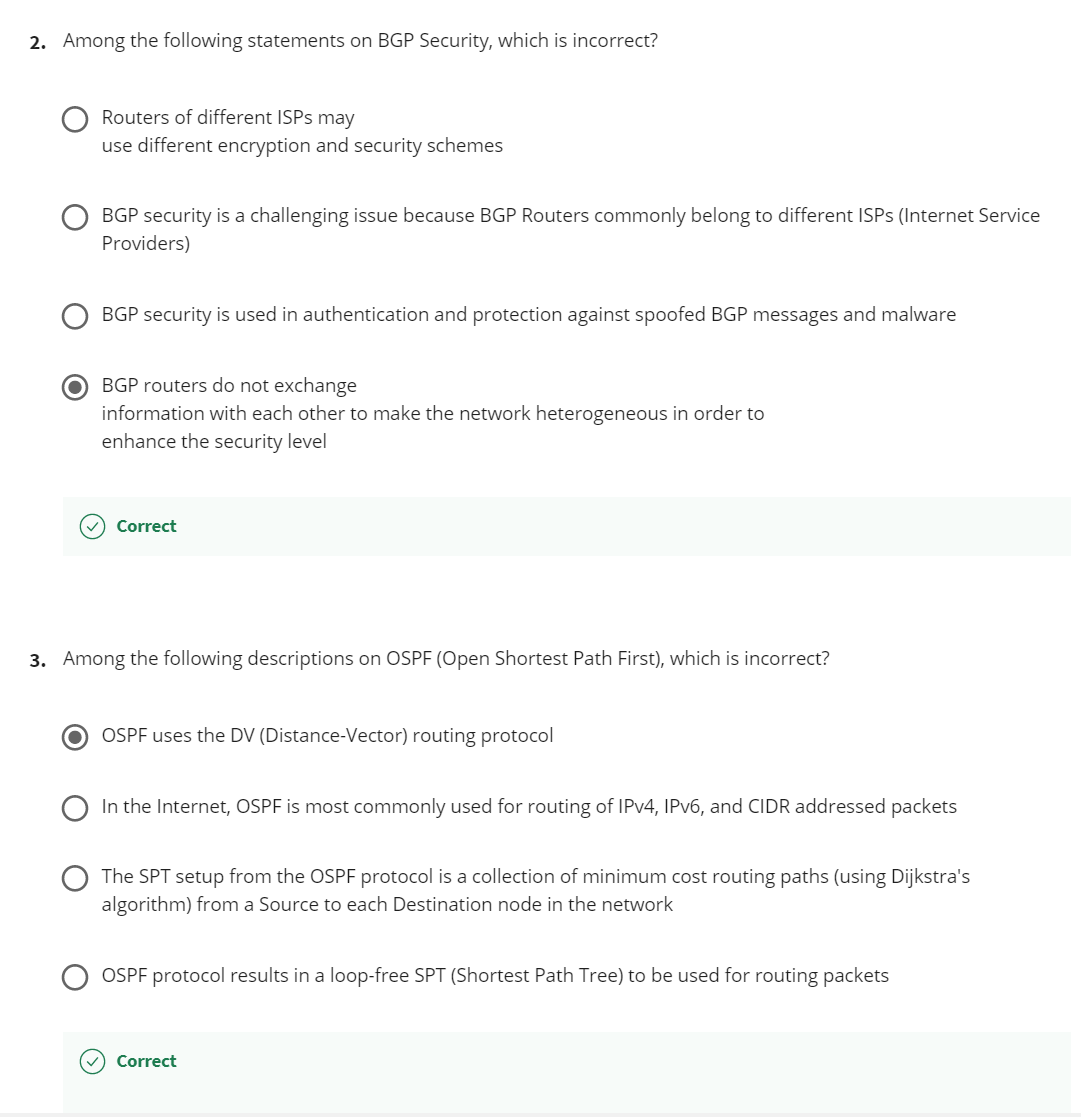 2. Among the following statements on BGP Security, which is incorrect?
Routers of different ISPs may
use different encryption and security schemes
BGP security is a challenging issue because BGP Routers commonly belong to different ISPs (Internet Service
Providers)
BGP security is used in authentication and protection against spoofed BGP messages and malware
BGP routers do not exchange
information with each other to make the network heterogeneous in order to
enhance the security level
Correct
3. Among the following descriptions on OSPF (Open Shortest Path First), which is incorrect?
OSPF uses the DV (Distance-Vector) routing protocol
In the Internet, OSPF is most commonly used for routing of IPv4, IPv6, and CIDR addressed packets
The SPT setup from the OSPF protocol is a collection of minimum cost routing paths (using Dijkstra's
algorithm) from a Source to each Destination node in the network
OSPF protocol results in a loop-free SPT (Shortest Path Tree) to be used for routing packets
Correct